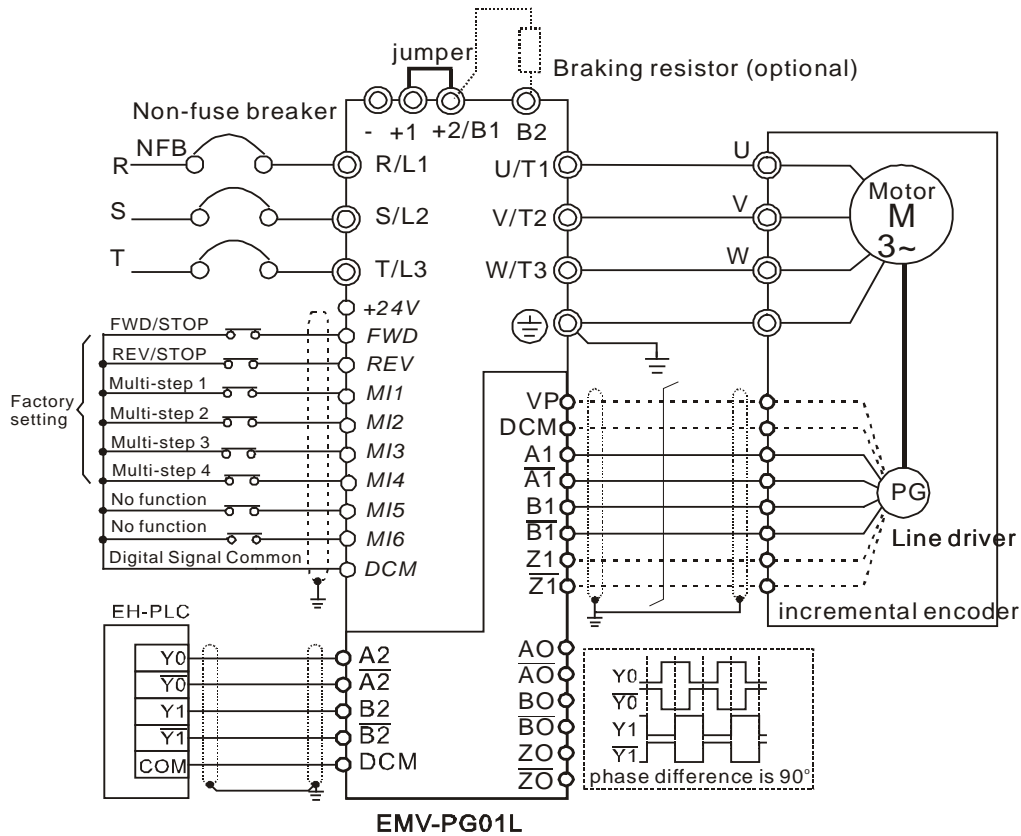 jumper
Braking resistor (optional)
Non-fuse breaker
- +1 +2/B1 B2
NFB
R
R/L1
U/T1
U
S
S/L2
V/T2
V
T
T/L3
W/T3
W
Motor
M
3~
+24V
FWD/STOP
FWD
REV/STOP
REV
Multi-step 1
MI1
Multi-step 2
MI2
Multi-step 3
MI3
Multi-step 4
MI4
No function
MI5
No function
MI6
Digital Signal Common
DCM
Factory
setting
VP
DCM
A1
A1
B1
B1
Z1
Z1
PG
Line driver
incremental encoder
EH-PLC
Y0
A2
Y0
A2
Y1
B2
Y1
B2
COM
DCM
AO
AO
BO
BO
ZO
ZO
Y0
Y0
Y1
Y1
phase difference is 90°
EMV-PG01L